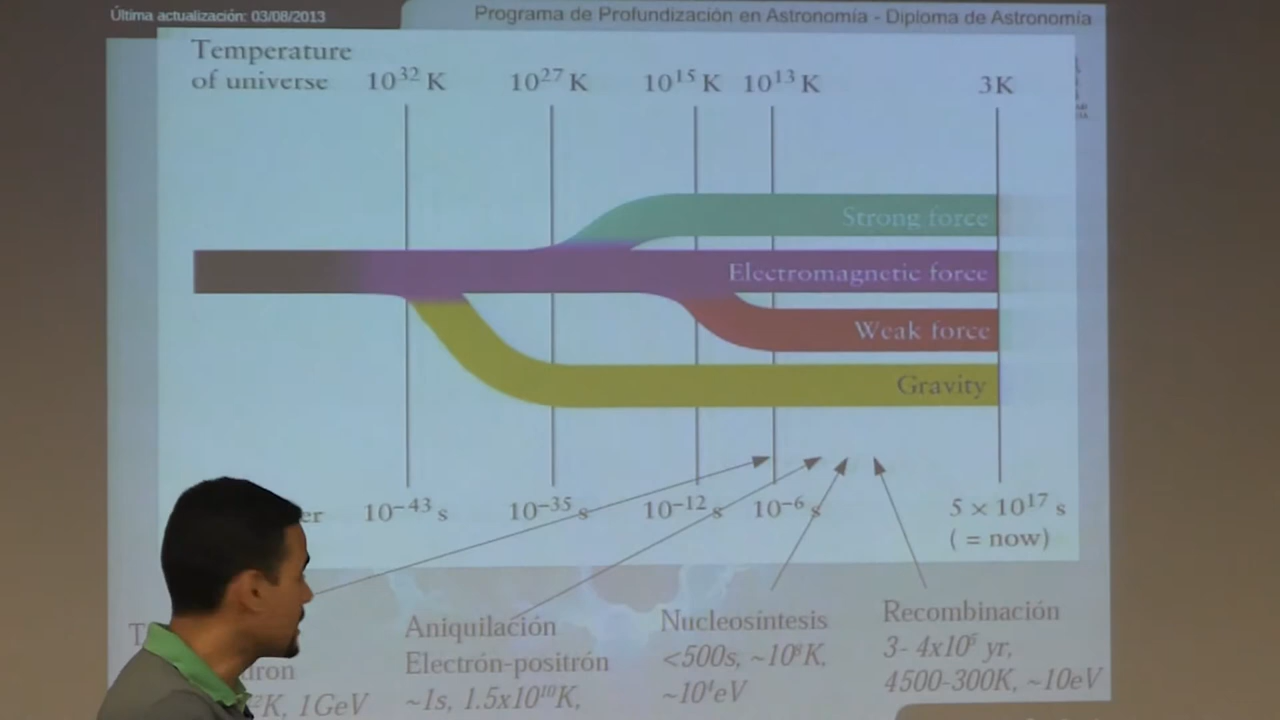 Última actualización: 03/08/2013
Programa de Profundización en Astronomía - Diploma de Astronomía
Temperature
of universe
10³² K
10²⁷ K
10¹⁵ K
10¹³ K
3K
Strong force
Electromagnetic force
Weak force
Gravity
10⁻⁴³ s
10⁻³⁵ s
10⁻¹² s
10⁻⁶ s
5 × 10¹⁷ s
( = now)
K, 1GeV
Aniquilación
Electrón-positrón
~1s, 1.5x10¹⁰K,
Nucleosíntesis
<500s, ~10⁸K,
~10⁴eV
Recombinación
3- 4x10⁵ yr,
4500-300K, ~10eV